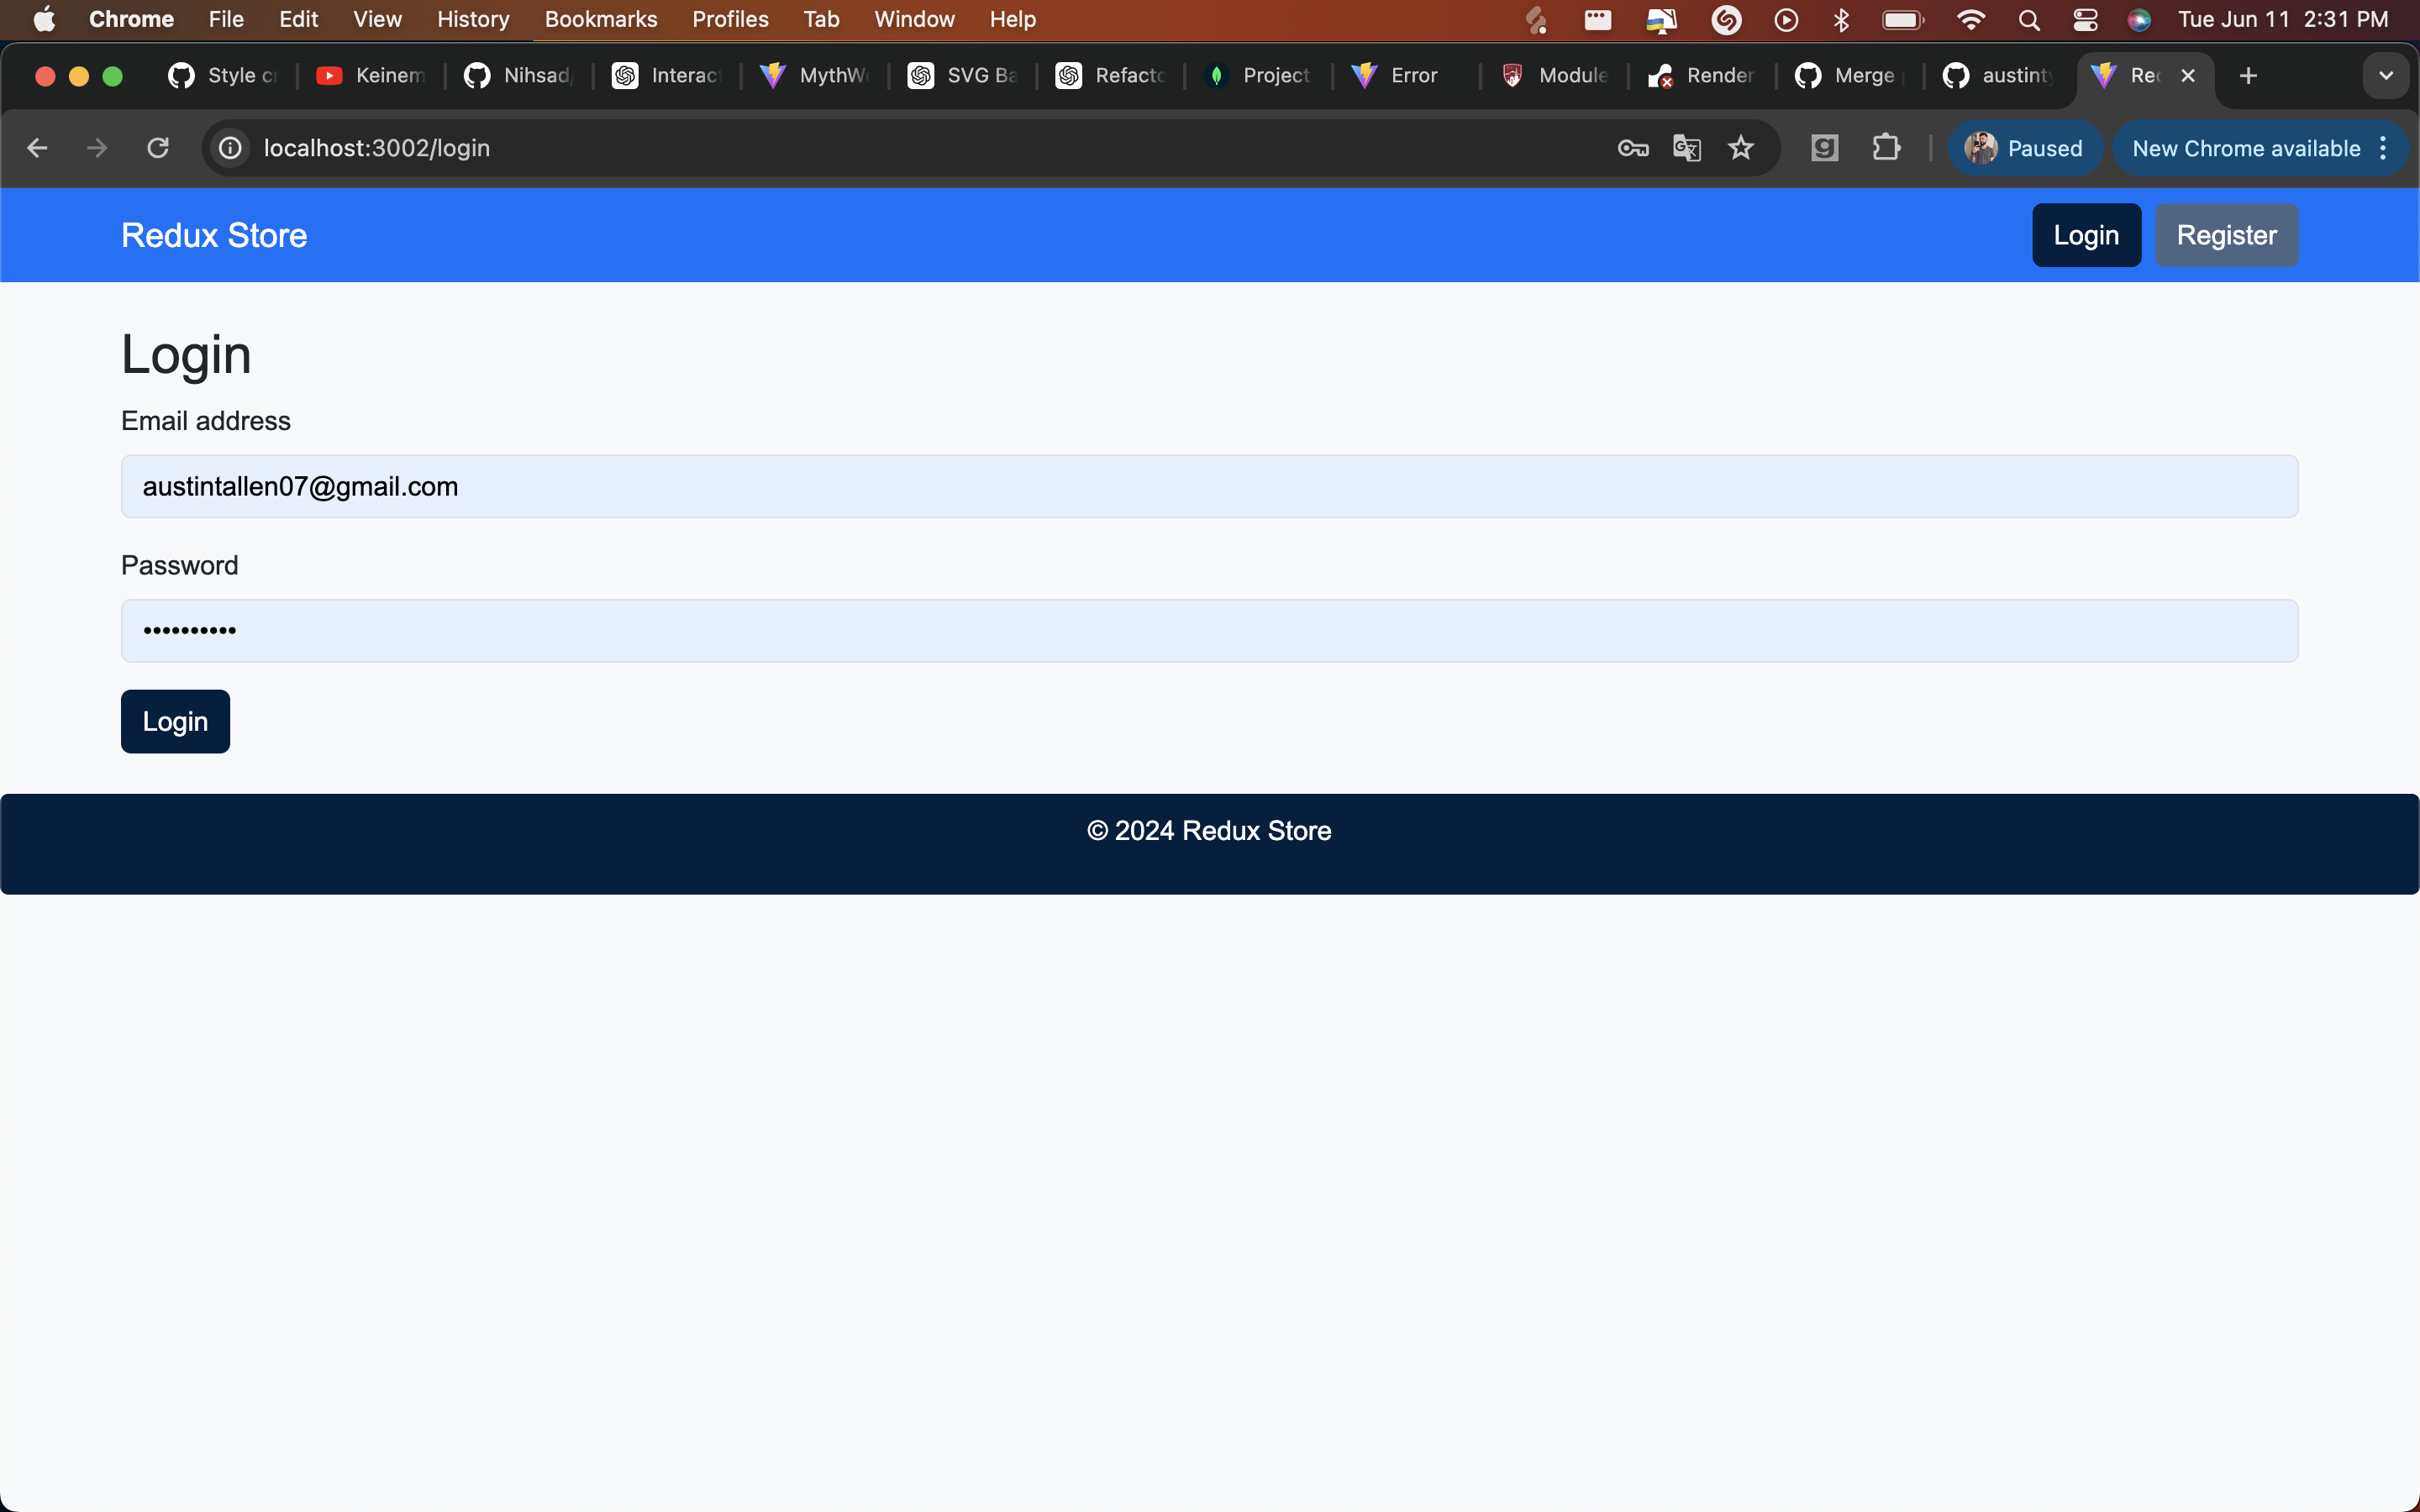 Chrome File Edit View History Bookmarks Profiles Tab Window Help Tue Jun 11 2:31 PM
Style Keinem Nihsad Interac MythW SVG Ba Refacto Project Error Module Render Merge austint Red
localhost:3002/login Paused New Chrome available
Redux Store Login Register
Login
Email address
austintallen07@gmail.com
Password
••••••••••
Login
© 2024 Redux Store